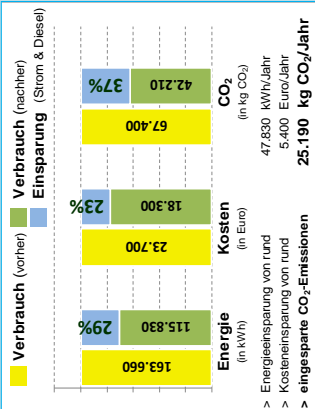 Verbrauch (vorher)
Verbrauch (nachher)
Einsparung (Strom & Diesel)
29%
23%
37%
163.660
115.830
23.700
18.300
67.400
42.210
Energie
(in kWh)
Kosten
(in Euro)
CO₂
(in kg CO₂)
> Energieeinsparung von rund 47.830 kWh/Jahr
> Kosteneinsparung von rund 5.400 Euro/Jahr
> eingesparte CO₂-Emissionen 25.190 kg CO₂/Jahr